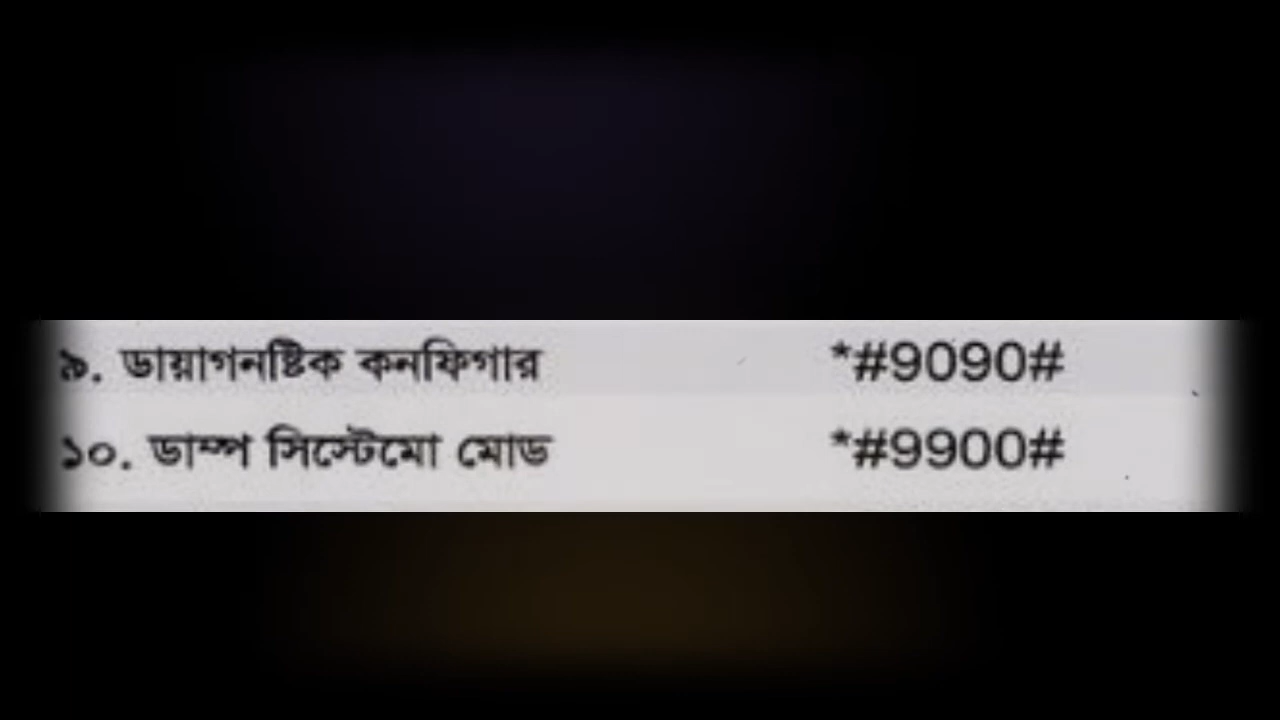 ৯. ডায়াগনষ্টিক কনফিগার *#9090#
১০. ডাম্প সিস্টেমো মোড *#9900#